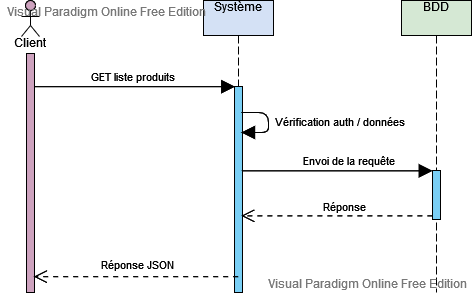 Visual Paradigm Online Free Edition
Système
BDD
Client
GET liste produits
Vérification auth / données
Envoi de la requête
Réponse
Réponse JSON
Visual Paradigm Online Free Edition